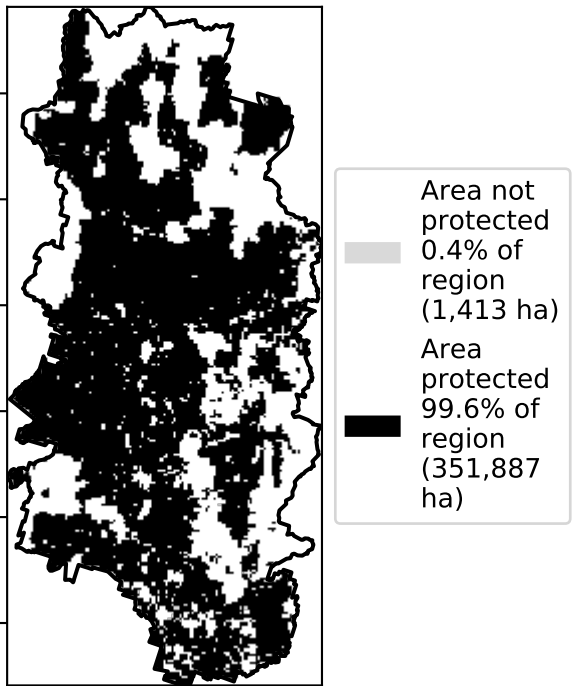 Area not
protected
0.4% of
region
(1,413 ha)
Area
protected
99.6% of
region
(351,887
ha)